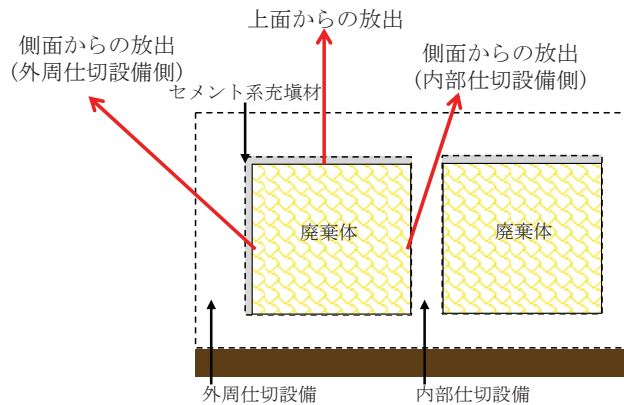 上面からの放出
側面からの放出
(外周仕切設備側)
側面からの放出
(内部仕切設備側)
セメント系充塡材
廃棄体
廃棄体
外周仕切設備
内部仕切設備